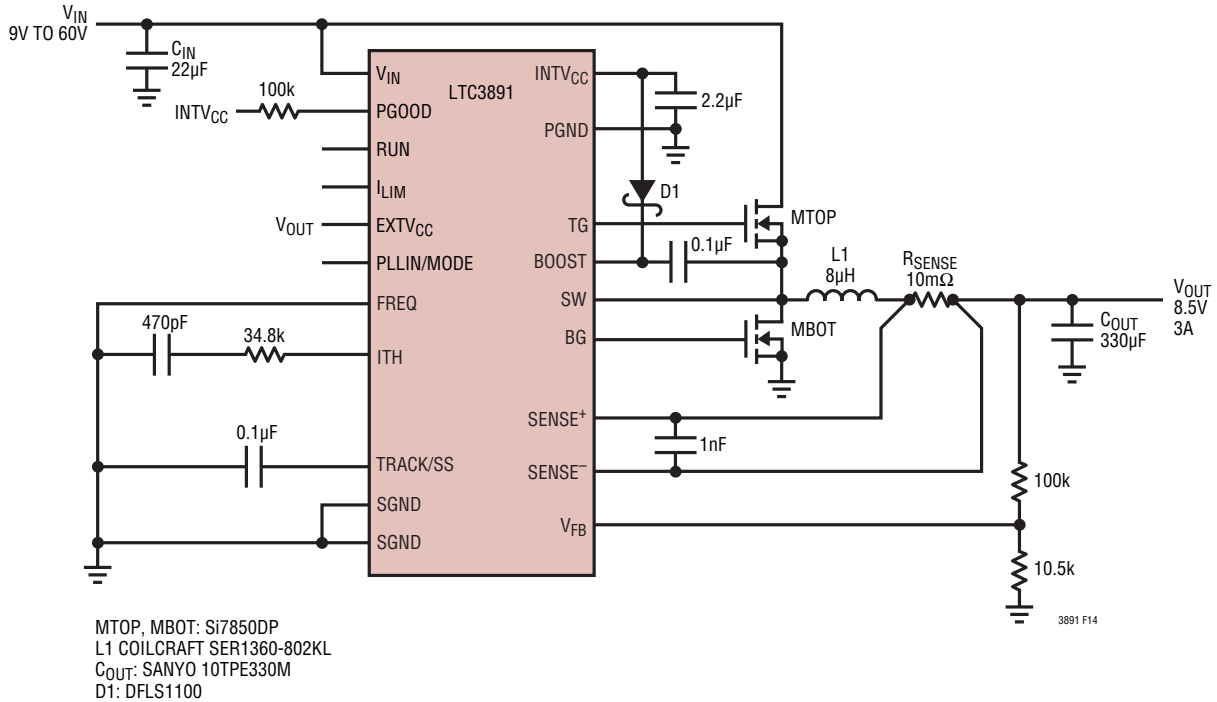 VIN
9V TO 60V
CIN
22µF
INTVCC
100k
LTC3891
VIN
PGOOD
RUN
ILIM
VOUT
EXTVCC
PLLIN/MODE
FREQ
470pF
34.8k
ITH
0.1µF
TRACK/SS
SGND
SGND
INTVCC
2.2µF
PGND
D1
TG
MTOP
0.1µF
BOOST
L1
8µH
RSENSE
10mΩ
SW
VOUT
8.5V
3A
COUT
330µF
MBOT
BG
SENSE+
1nF
SENSE–
100k
VFB
10.5k
3891 F14
MTOP, MBOT: Si7850DP
L1 COILCRAFT SER1360-802KL
COUT: SANYO 10TPE330M
D1: DFLS1100